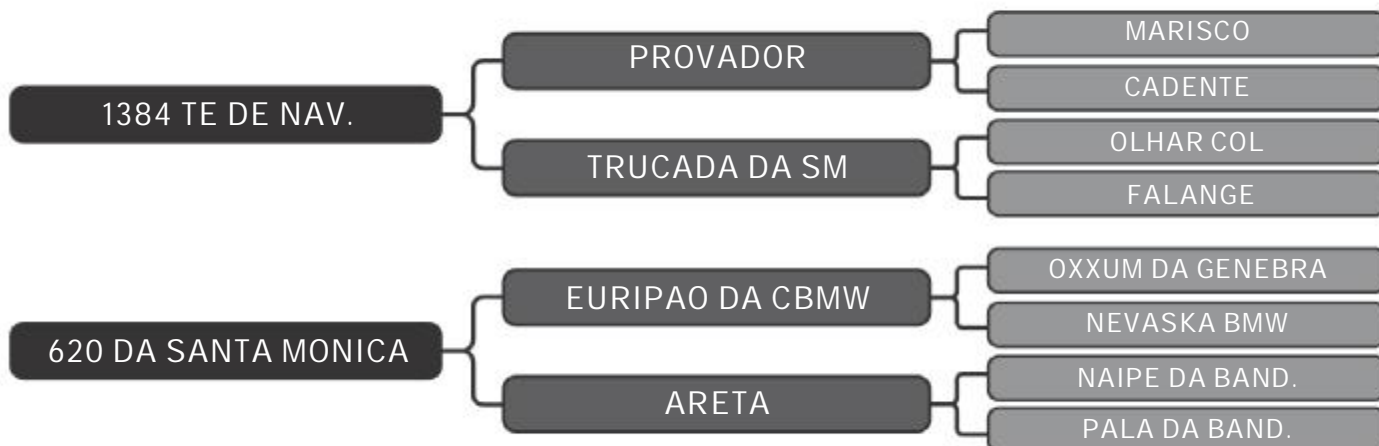 MARISCO
PROVADOR
CADENTE
1384 TE DE NAV.
OLHAR COL
TRUCADA DA SM
FALANGE
OXXUM DA GENEBRA
EURIPAO DA CBMW
NEVASKA BMW
620 DA SANTA MONICA
NAIPE DA BAND.
ARETA
PALA DA BAND.